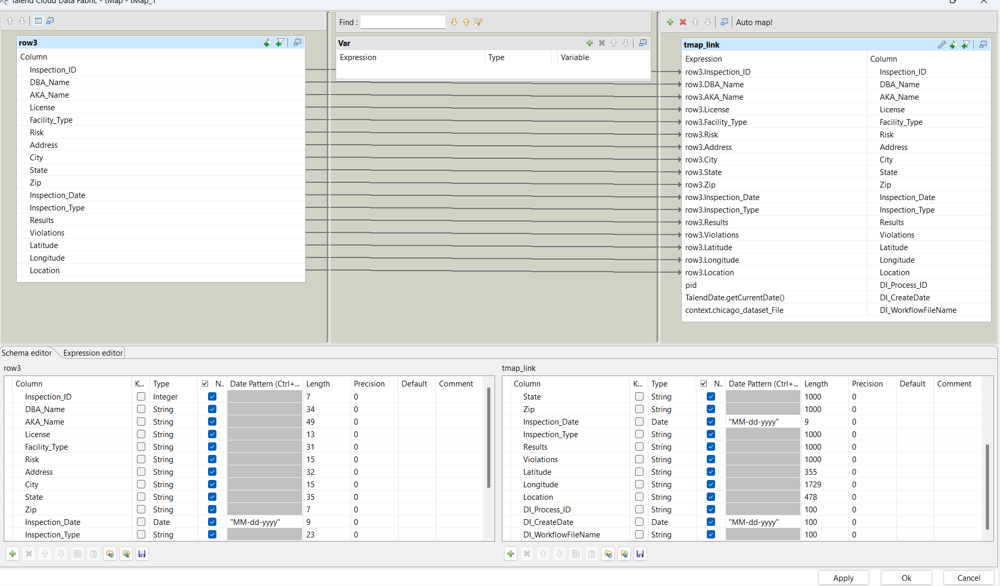 Talend Cloud Data Fabric - tMap - tMap_1
Find :
Auto map!
row3
Column
Inspection_ID
DBA_Name
AKA_Name
License
Facility_Type
Risk
Address
City
State
Zip
Inspection_Date
Inspection_Type
Results
Violations
Latitude
Longitude
Location
Var
Expression Type Variable
tmap_link
Expression Column
row3.Inspection_ID Inspection_ID
row3.DBA_Name DBA_Name
row3.AKA_Name AKA_Name
row3.License License
row3.Facility_Type Facility_Type
row3.Risk Risk
row3.Address Address
row3.City City
row3.State State
row3.Zip Zip
row3.Inspection_Date Inspection_Date
row3.Inspection_Type Inspection_Type
row3.Results Results
row3.Violations Violations
row3.Latitude Latitude
row3.Longitude Longitude
row3.Location Location
pid DI_Process_ID
TalendDate.getCurrentDate() DI_CreateDate
context.chicago_dataset_File DI_WorkflowFileName
Schema editor Expression editor
row3
Column K... Type N.. Date Pattern (Ctrl+... Length Precision Default Comment
Inspection_ID Integer 7 0
DBA_Name String 34 0
AKA_Name String 49 0
License String 13 0
Facility_Type String 31 0
Risk String 15 0
Address String 32 0
City String 15 0
State String 35 0
Zip String 7 0
Inspection_Date Date "MM-dd-yyyy" 9 0
Inspection_Type String 23 0
tmap_link
Column K... Type N.. Date Pattern (Ctrl+... Length Precision Default Comment
State String 1000 0
Zip String 1000 0
Inspection_Date Date "MM-dd-yyyy" 9 0
Inspection_Type String 1000 0
Results String 1000 0
Violations String 1000 0
Latitude String 355 0
Longitude String 1729 0
Location String 478 0
DI_Process_ID String 100 0
DI_CreateDate Date "MM-dd-yyyy" 100 0
DI_WorkflowFileName String 100 0
Apply Ok Cancel